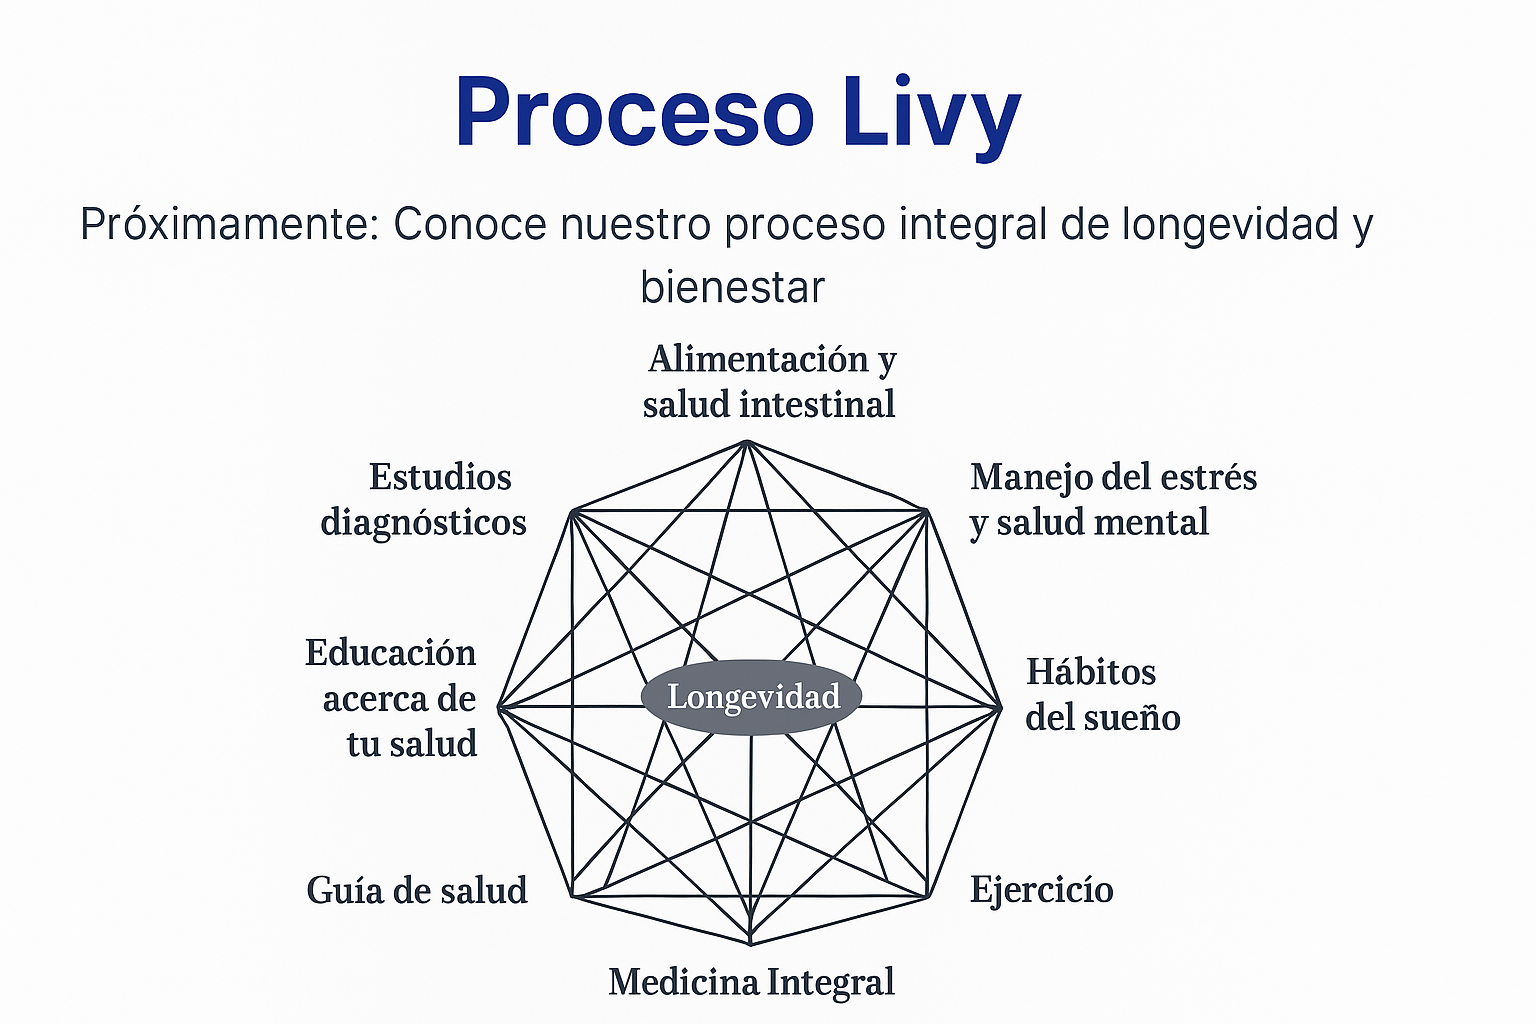 Proceso Livy
Próximamente: Conoce nuestro proceso integral de longevidad y
bienestar
Alimentación y
salud intestinal
Estudios
diagnósticos
Manejo del estrés
y salud mental
Educación
acerca de
tu salud
Longevidad
Hábitos
del sueño
Guía de salud
Ejercicío
Medicina Integral